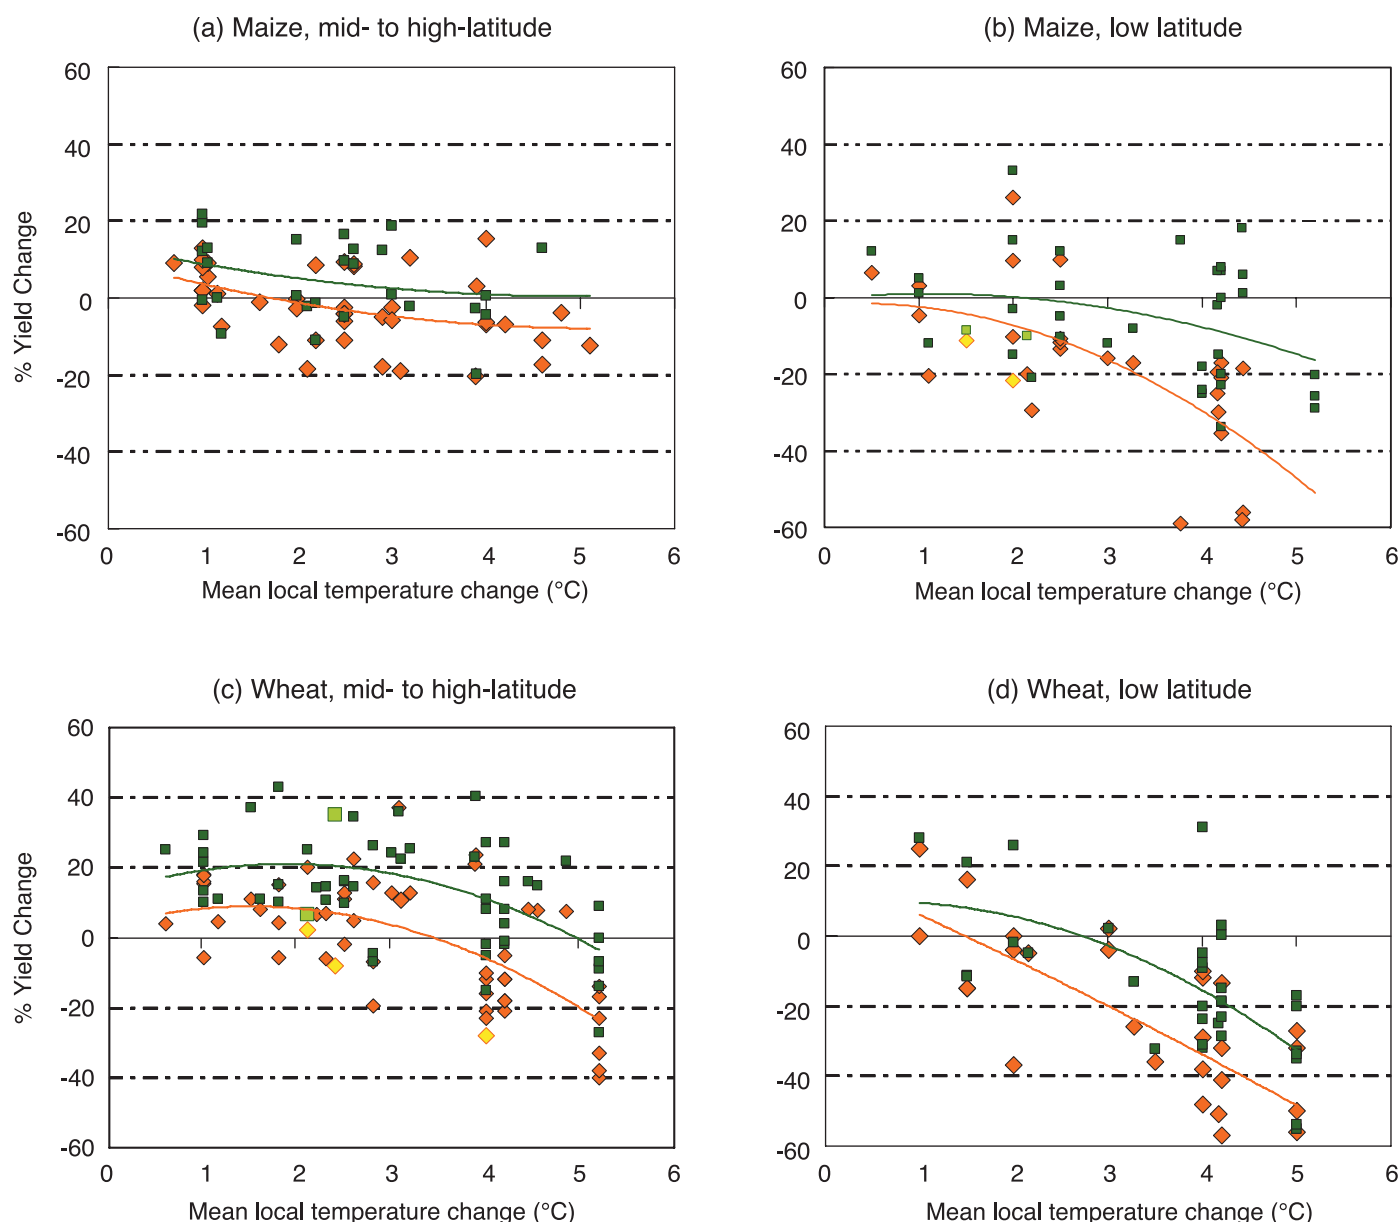 (a) Maize, mid- to high-latitude
60
40
20
0
-20
-40
-60
% Yield Change
0 1 2 3 4 5 6
Mean local temperature change (°C)
(b) Maize, low latitude
60
40
20
0
-20
-40
-60
0 1 2 3 4 5 6
Mean local temperature change (°C)
(c) Wheat, mid- to high-latitude
60
40
20
0
-20
-40
-60
% Yield Change
0 1 2 3 4 5 6
Mean local temperature change (°C)
(d) Wheat, low latitude
60
40
20
0
-20
-40
-60
0 1 2 3 4 5 6
Mean local temperature change (°C)